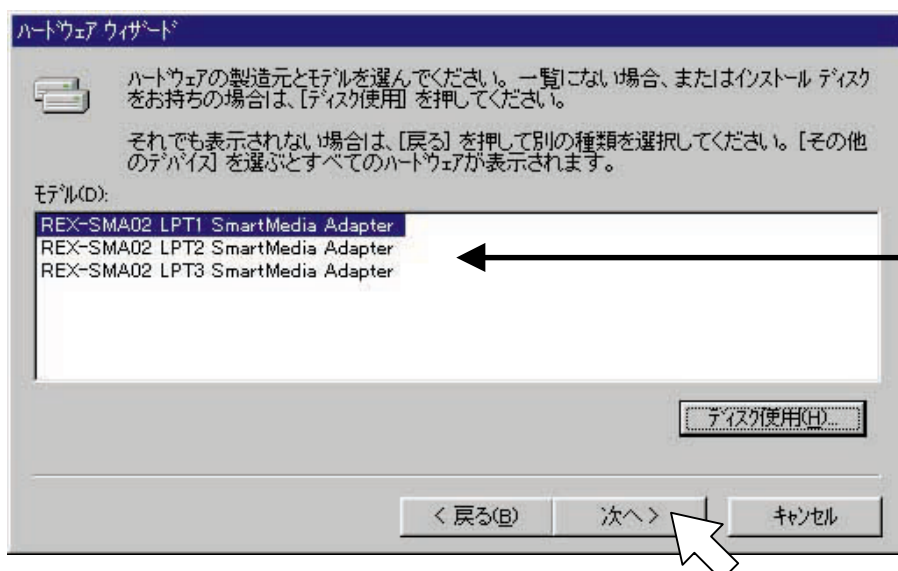 ハードウェア ウィザード
ハードウェアの製造元とモデルを選んでください。一覧にない場合、またはインストール ディスク
をお持ちの場合は、[ディスク使用] を押してください。
それでも表示されない場合は、[戻る] を押して別の種類を選択してください。[その他
のデバイス] を選ぶとすべてのハードウェアが表示されます。
モデル(D):
REX-SMA02 LPT1 SmartMedia Adapter
REX-SMA02 LPT2 SmartMedia Adapter
REX-SMA02 LPT3 SmartMedia Adapter
ディスク使用(H)...
< 戻る(B) 次へ > キャンセル